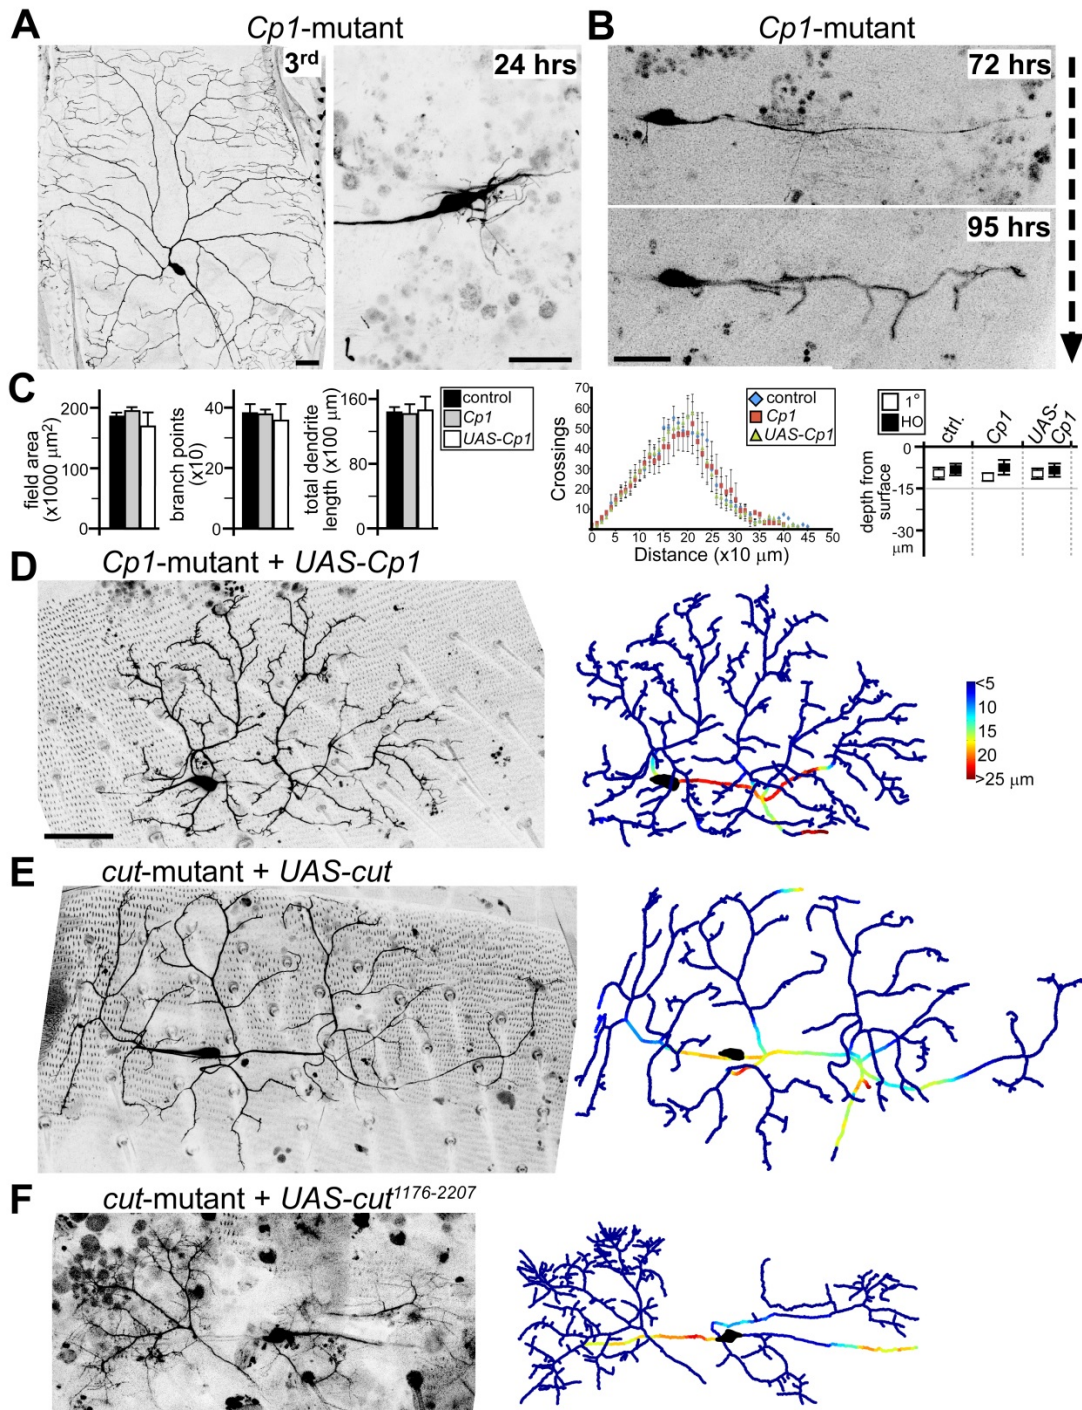 A
Cp1-mutant
3rd
24 hrs
B
Cp1-mutant
72 hrs
95 hrs
C
field area
(x1000 µm2)
200
100
0
branch points
(x10)
40
20
0
total dendrite
length (x100 µm)
160
80
0
control
Cp1
UAS-Cp1
Crossings
70
60
50
40
30
20
10
0 5 10 15 20 25 30 35 40 45 50
Distance (x10 µm)
control
Cp1
UAS-Cp1
1°
HO
ctrl.
Cp1
UAS-
Cp1
depth from
surface
0
-15
-30
µm
D
Cp1-mutant + UAS-Cp1
<5
10
15
20
>25 µm
E
cut-mutant + UAS-cut
F
cut-mutant + UAS-cut1176-2207